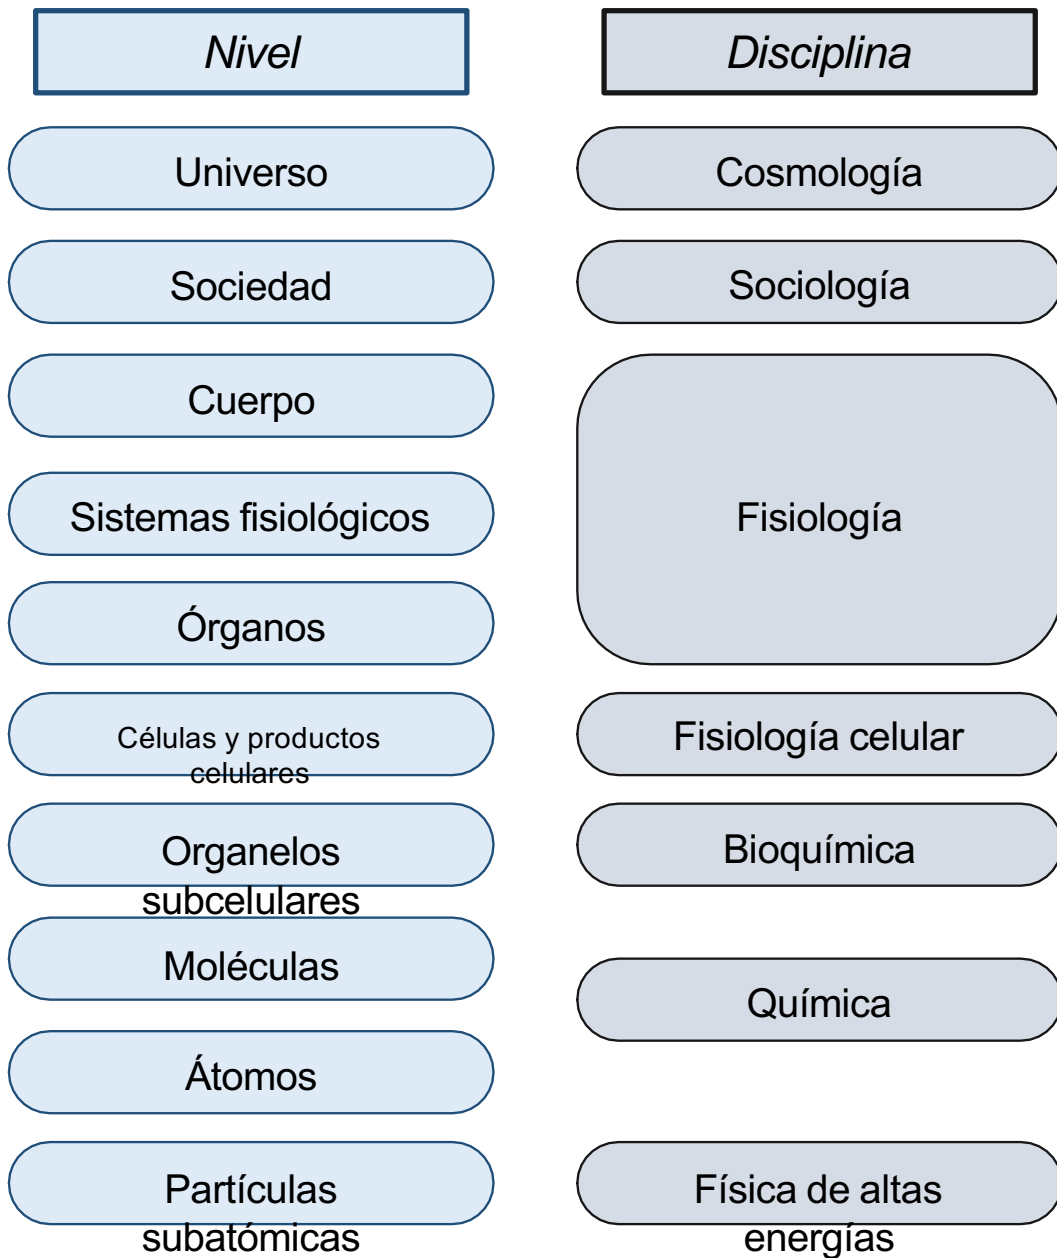 Nivel
Disciplina
Universo
Cosmología
Sociedad
Sociología
Cuerpo
Sistemas fisiológicos
Fisiología
Órganos
Células y productos
celulares
Fisiología celular
Organelos
subcelulares
Bioquímica
Moléculas
Química
Átomos
Partículas
subatómicas
Física de altas
energías